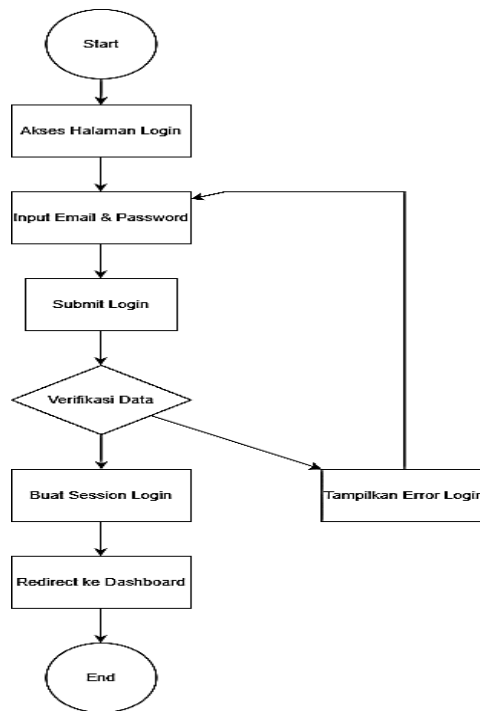 Start
Akses Halaman Login
Input Email & Password
Submit Login
Verifikasi Data
Buat Session Login
Tampilkan Error Login
Redirect ke Dashboard
End